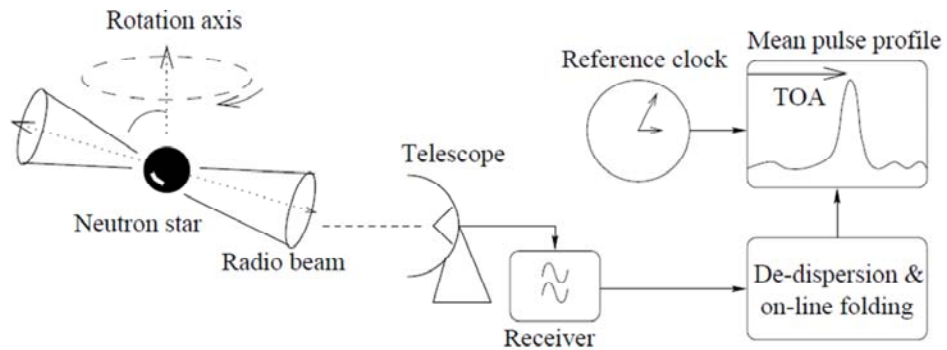 Rotation axis
Neutron star
Radio beam
Telescope
Receiver
Reference clock
Mean pulse profile
TOA
De-dispersion &
on-line folding